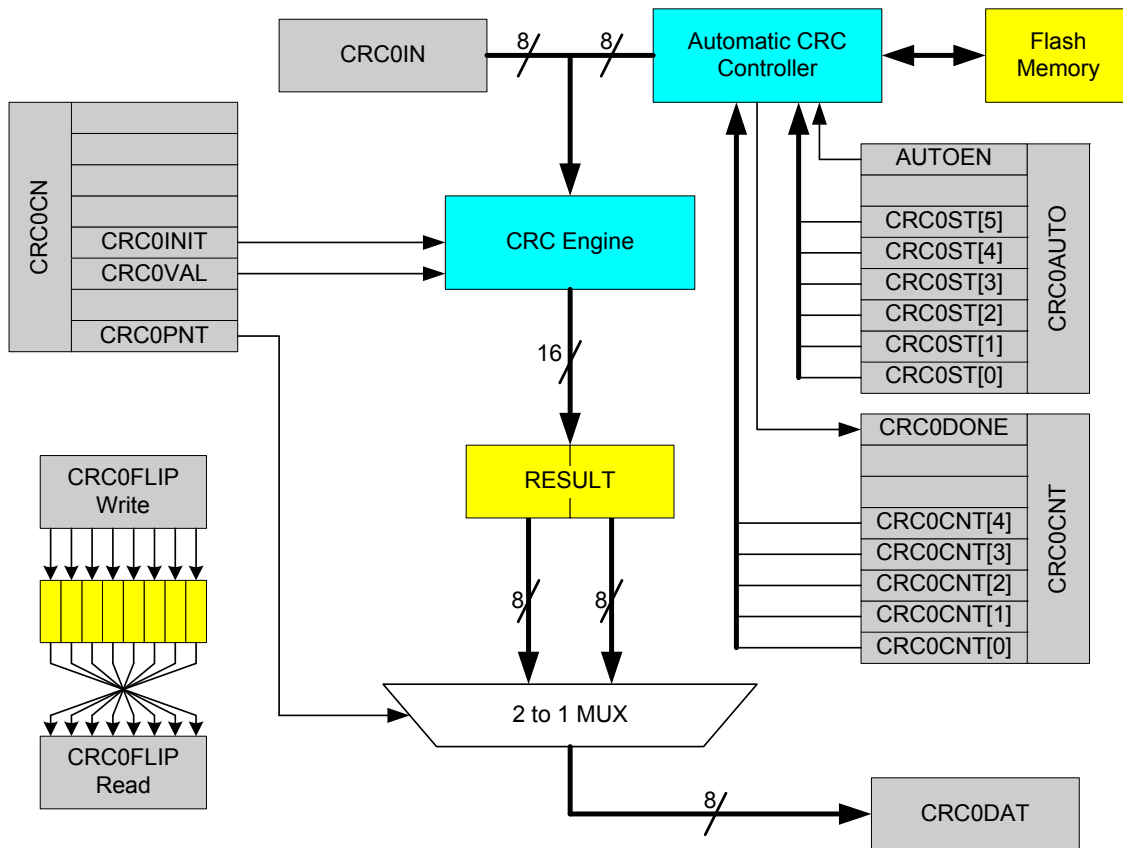 CRC0IN
8
8
Automatic CRC
Controller
Flash
Memory
CRC0CN
CRC0INIT
CRC0VAL
CRC0PNT
CRC Engine
AUTOEN
CRC0ST[5]
CRC0ST[4]
CRC0ST[3]
CRC0ST[2]
CRC0ST[1]
CRC0ST[0]
CRC0AUTO
16
CRC0DONE
CRC0CNT[4]
CRC0CNT[3]
CRC0CNT[2]
CRC0CNT[1]
CRC0CNT[0]
CRC0CNT
RESULT
8
8
CRC0FLIP
Write
CRC0FLIP
Read
2 to 1 MUX
8
CRC0DAT